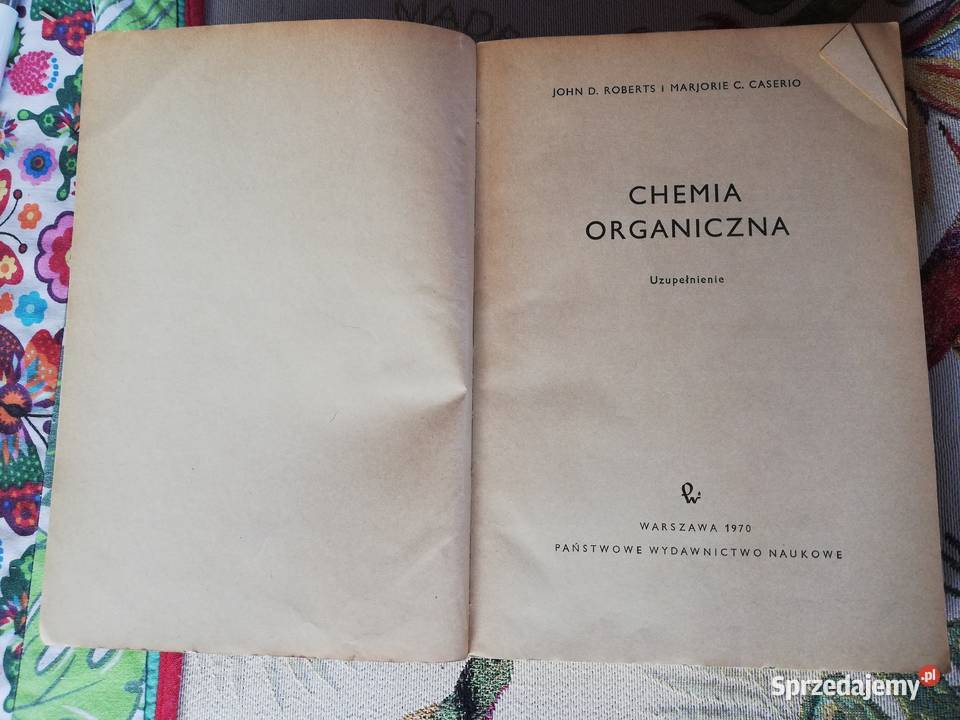 JOHN D. ROBERTS I MARJORIE C. CASERIO
CHEMIA
ORGANICZNA
Uzupełnienie
WARSZAWA 1970
PAŃSTWOWE WYDAWNICTWO NAUKOWE
Sprzedajemy.pl